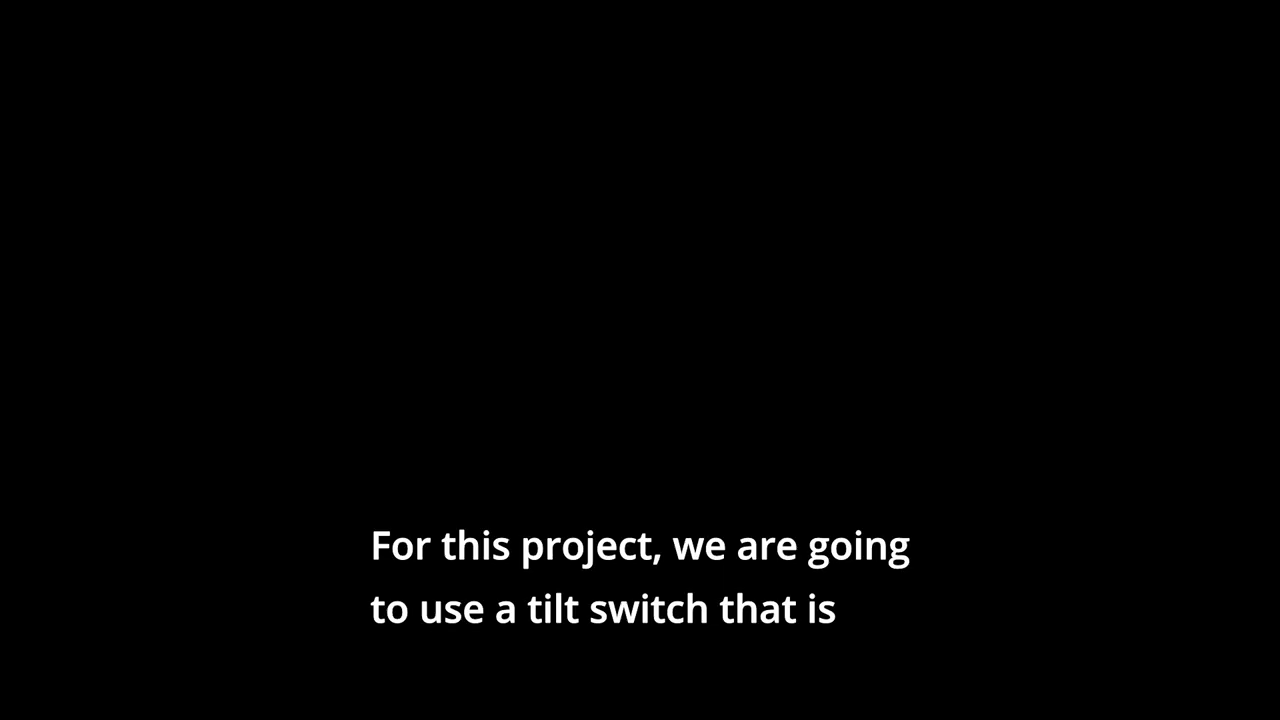 For this project, we are going
to use a tilt switch that is